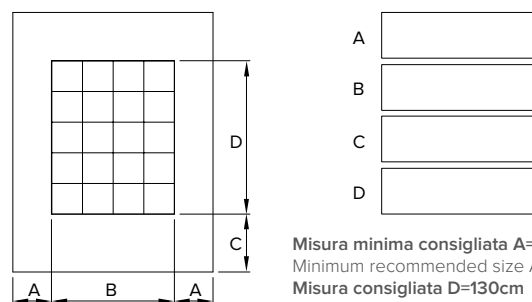 A
B
D
C
D
C
A B A
Misura minima consigliata A=
Minimum recommended size
Misura consigliata D=130cm